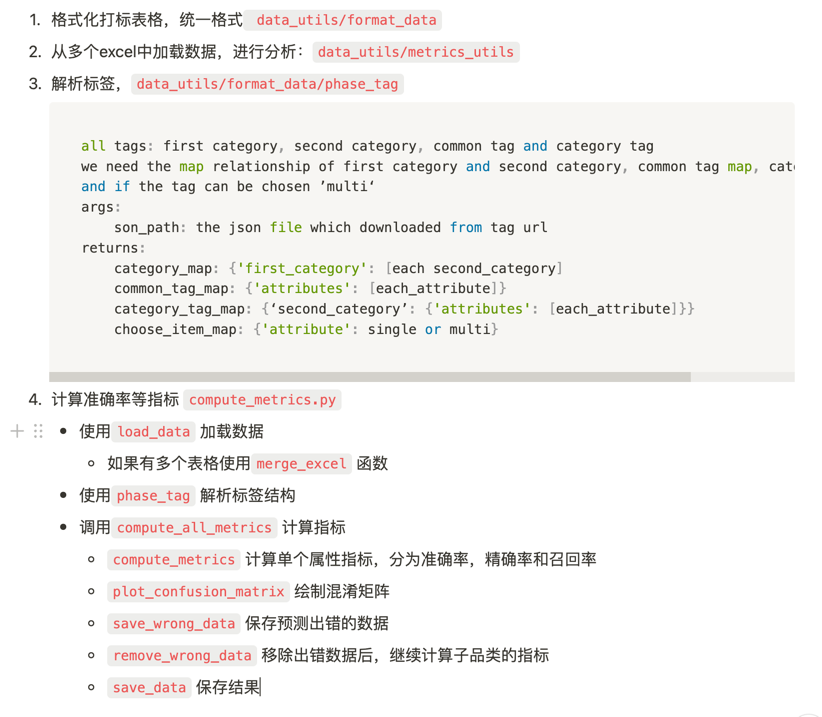 1. 格式化打标表格，统一格式 data_utils/format_data
2. 从多个excel中加载数据，进行分析： data_utils/metrics_utils
3. 解析标签， data_utils/format_data/phase_tag
all tags: first category, second category, common tag and category tag
we need the map relationship of first category and second category, common tag map,
and if the tag can be chosen ’multi‘
args:
son_path: the json file which downloaded from tag url
returns:
category_map: {'first_category': [each second_category]
common_tag_map: {'attributes': [each_attribute]}
category_tag_map: {‘second_category’: {'attributes': [each_attribute]}}
choose_item_map: {'attribute': single or multi}
4. 计算准确率等指标 compute_metrics.py
• 使用 load_data 加载数据
◦ 如果有多个表格使用 merge_excel 函数
• 使用 phase_tag 解析标签结构
• 调用 compute_all_metrics 计算指标
◦ compute_metrics 计算单个属性指标，分为准确率，精确率和召回率
◦ plot_confusion_matrix 绘制混淆矩阵
◦ save_wrong_data 保存预测出错的数据
◦ remove_wrong_data 移除出错数据后，继续计算子品类的指标
◦ save_data 保存结果